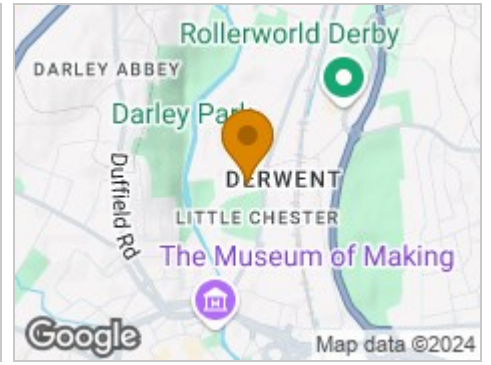 Rollerworld Derby
DARLEY ABBEY
Darley Park
Duffield Rd
DERWENT
LITTLE CHESTER
The Museum of Making
Google
Map data ©2024